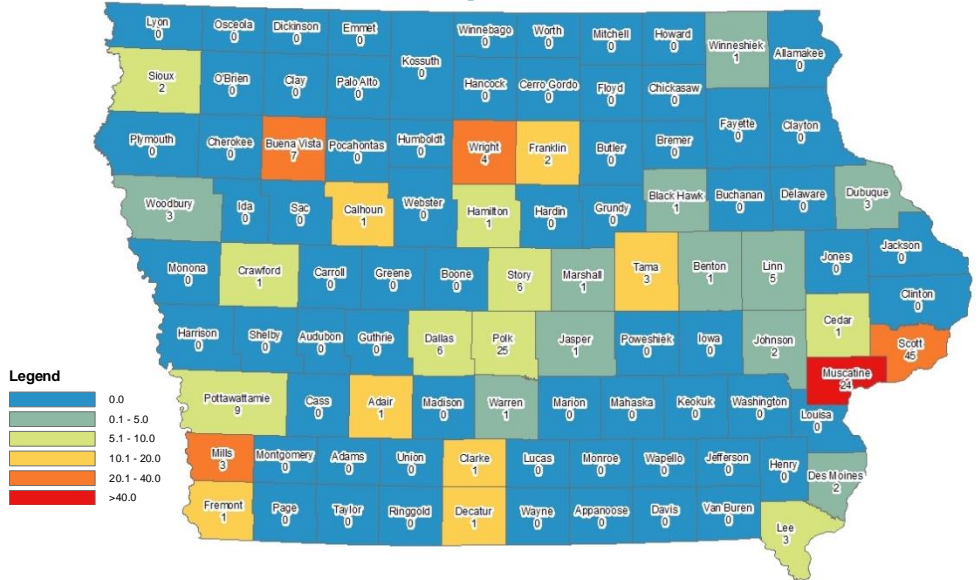 Lyon
0
Osceola
0
Dickinson
0
Emmet
0
Kossuth
0
Winnebago
0
Worth
0
Mitchell
0
Howard
0
Winneshiek
1
Allamakee
0
Sioux
2
O'Brien
0
Clay
0
Palo Alto
0
Hancock
0
Cerro Gordo
0
Floyd
0
Chickasaw
0
Plymouth
0
Cherokee
0
Buena Vista
7
Pocahontas
0
Humboldt
0
Wright
4
Franklin
2
Butler
0
Bremer
0
Fayette
0
Clayton
0
Woodbury
3
Ida
0
Sac
0
Calhoun
1
Webster
0
Hamilton
1
Hardin
0
Grundy
0
Black Hawk
1
Buchanan
0
Delaware
0
Dubuque
3
Monona
0
Crawford
1
Carroll
0
Greene
0
Boone
0
Story
6
Marshall
1
Tama
3
Benton
1
Linn
5
Jones
0
Jackson
0
Clinton
0
Harrison
0
Shelby
0
Audubon
0
Guthrie
0
Dallas
6
Polk
25
Jasper
1
Poweshiek
0
Iowa
0
Johnson
2
Cedar
1
Scott
45
Muscatine
24
Pottawattamie
9
Cass
0
Adair
1
Madison
0
Warren
1
Marion
0
Mahaska
0
Keokuk
0
Washington
0
Louisa
0
Mills
3
Montgomery
0
Adams
0
Union
0
Clarke
1
Lucas
0
Monroe
0
Wapello
0
Jefferson
0
Henry
0
Des Moines
2
Fremont
1
Page
0
Taylor
0
Ringgold
0
Decatur
1
Wayne
0
Appanoose
0
Davis
0
Van Buren
0
Lee
3
Legend
0.0
0.1 - 5.0
5.1 - 10.0
10.1 - 20.0
20.1 - 40.0
>40.0